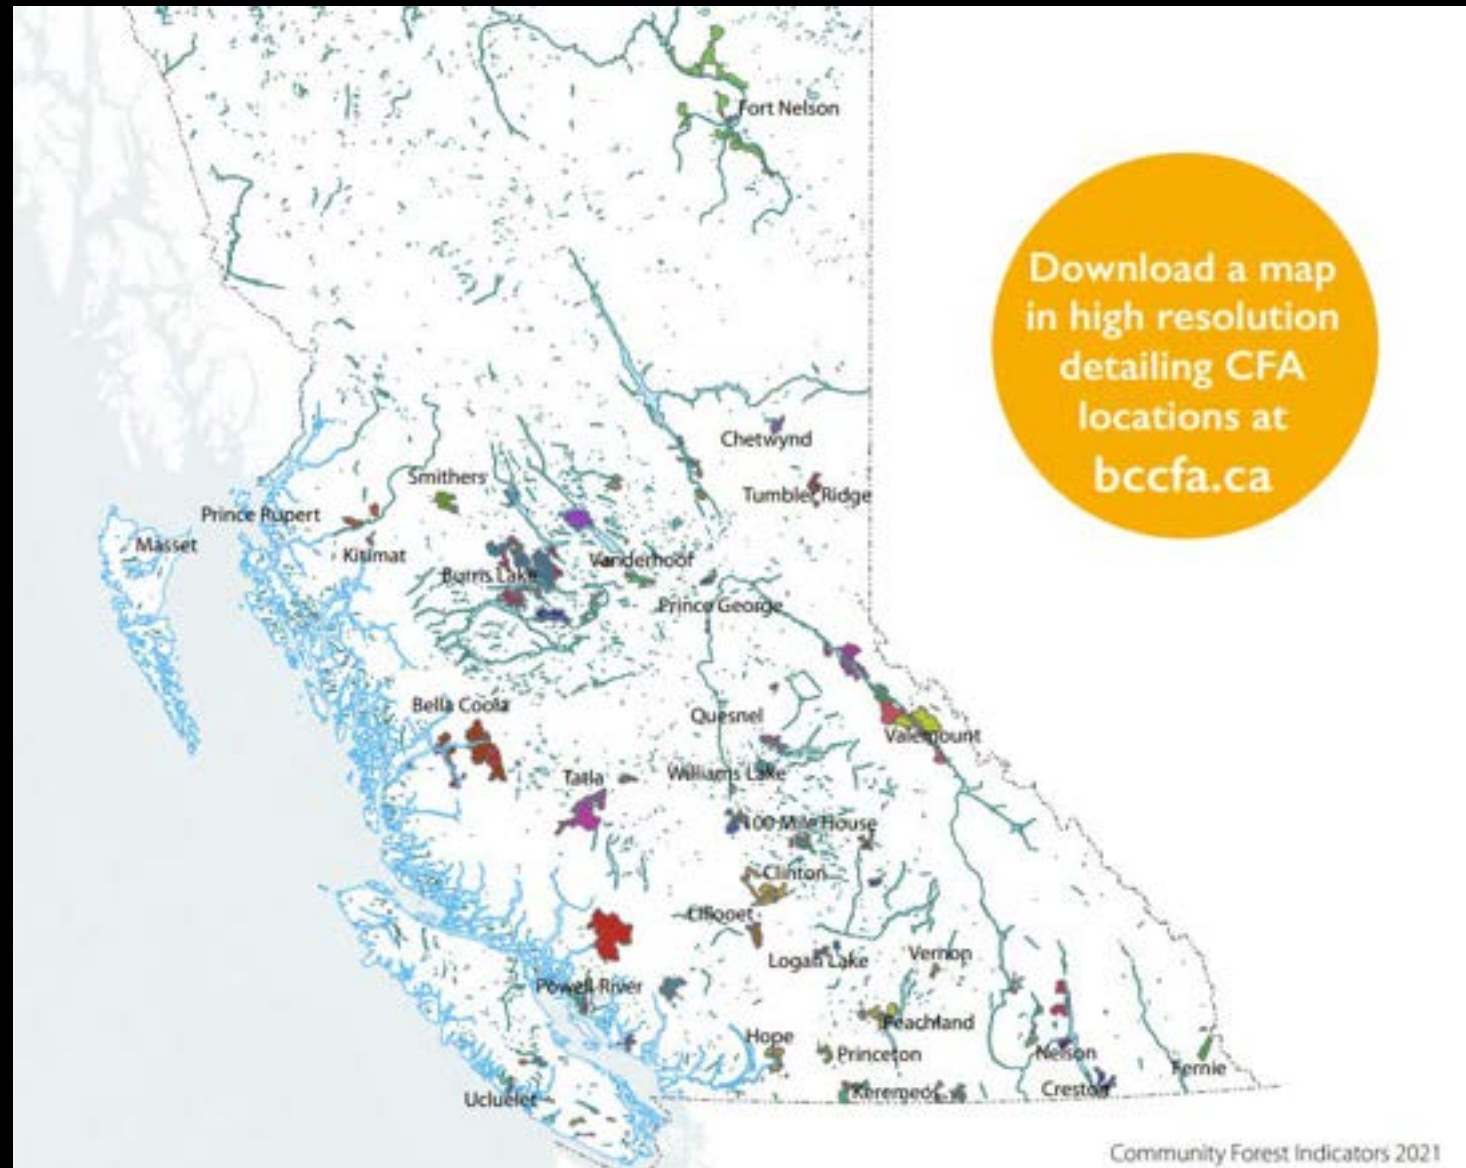 Fort Nelson
Download a map
in high resolution
detailing CFA
locations at
bccfa.ca
Chetwynd
Smithers
Tumbler Ridge
Prince Rupert
Masset
Kitimat
Vanderhoof
Burns Lake
Prince George
Bella Coola
Quesnel
Valemount
Tatla
Williams Lake
100 Mile House
Clinton
Lillooet
Vernon
Logan Lake
Powell River
Peachland
Hope
Princeton
Nelson
Fernie
Keremeos
Creston
Ucluelet
Community Forest Indicators 2021